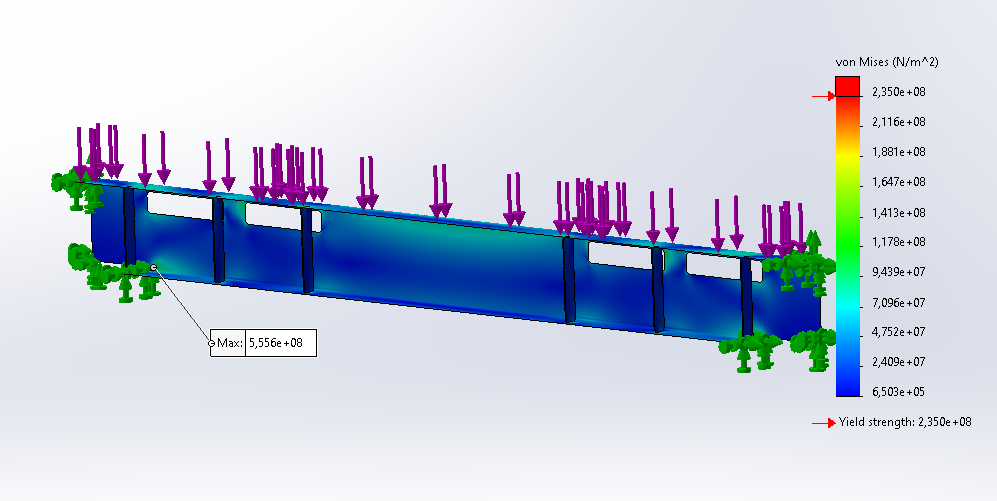 von Mises (N/m^2)
2,350e+08
2,116e+08
1,881e+08
1,647e+08
1,413e+08
1,178e+08
9,439e+07
7,096e+07
4,752e+07
2,409e+07
6,503e+05
Yield strength: 2,350e+08
Max: 5,556e+08